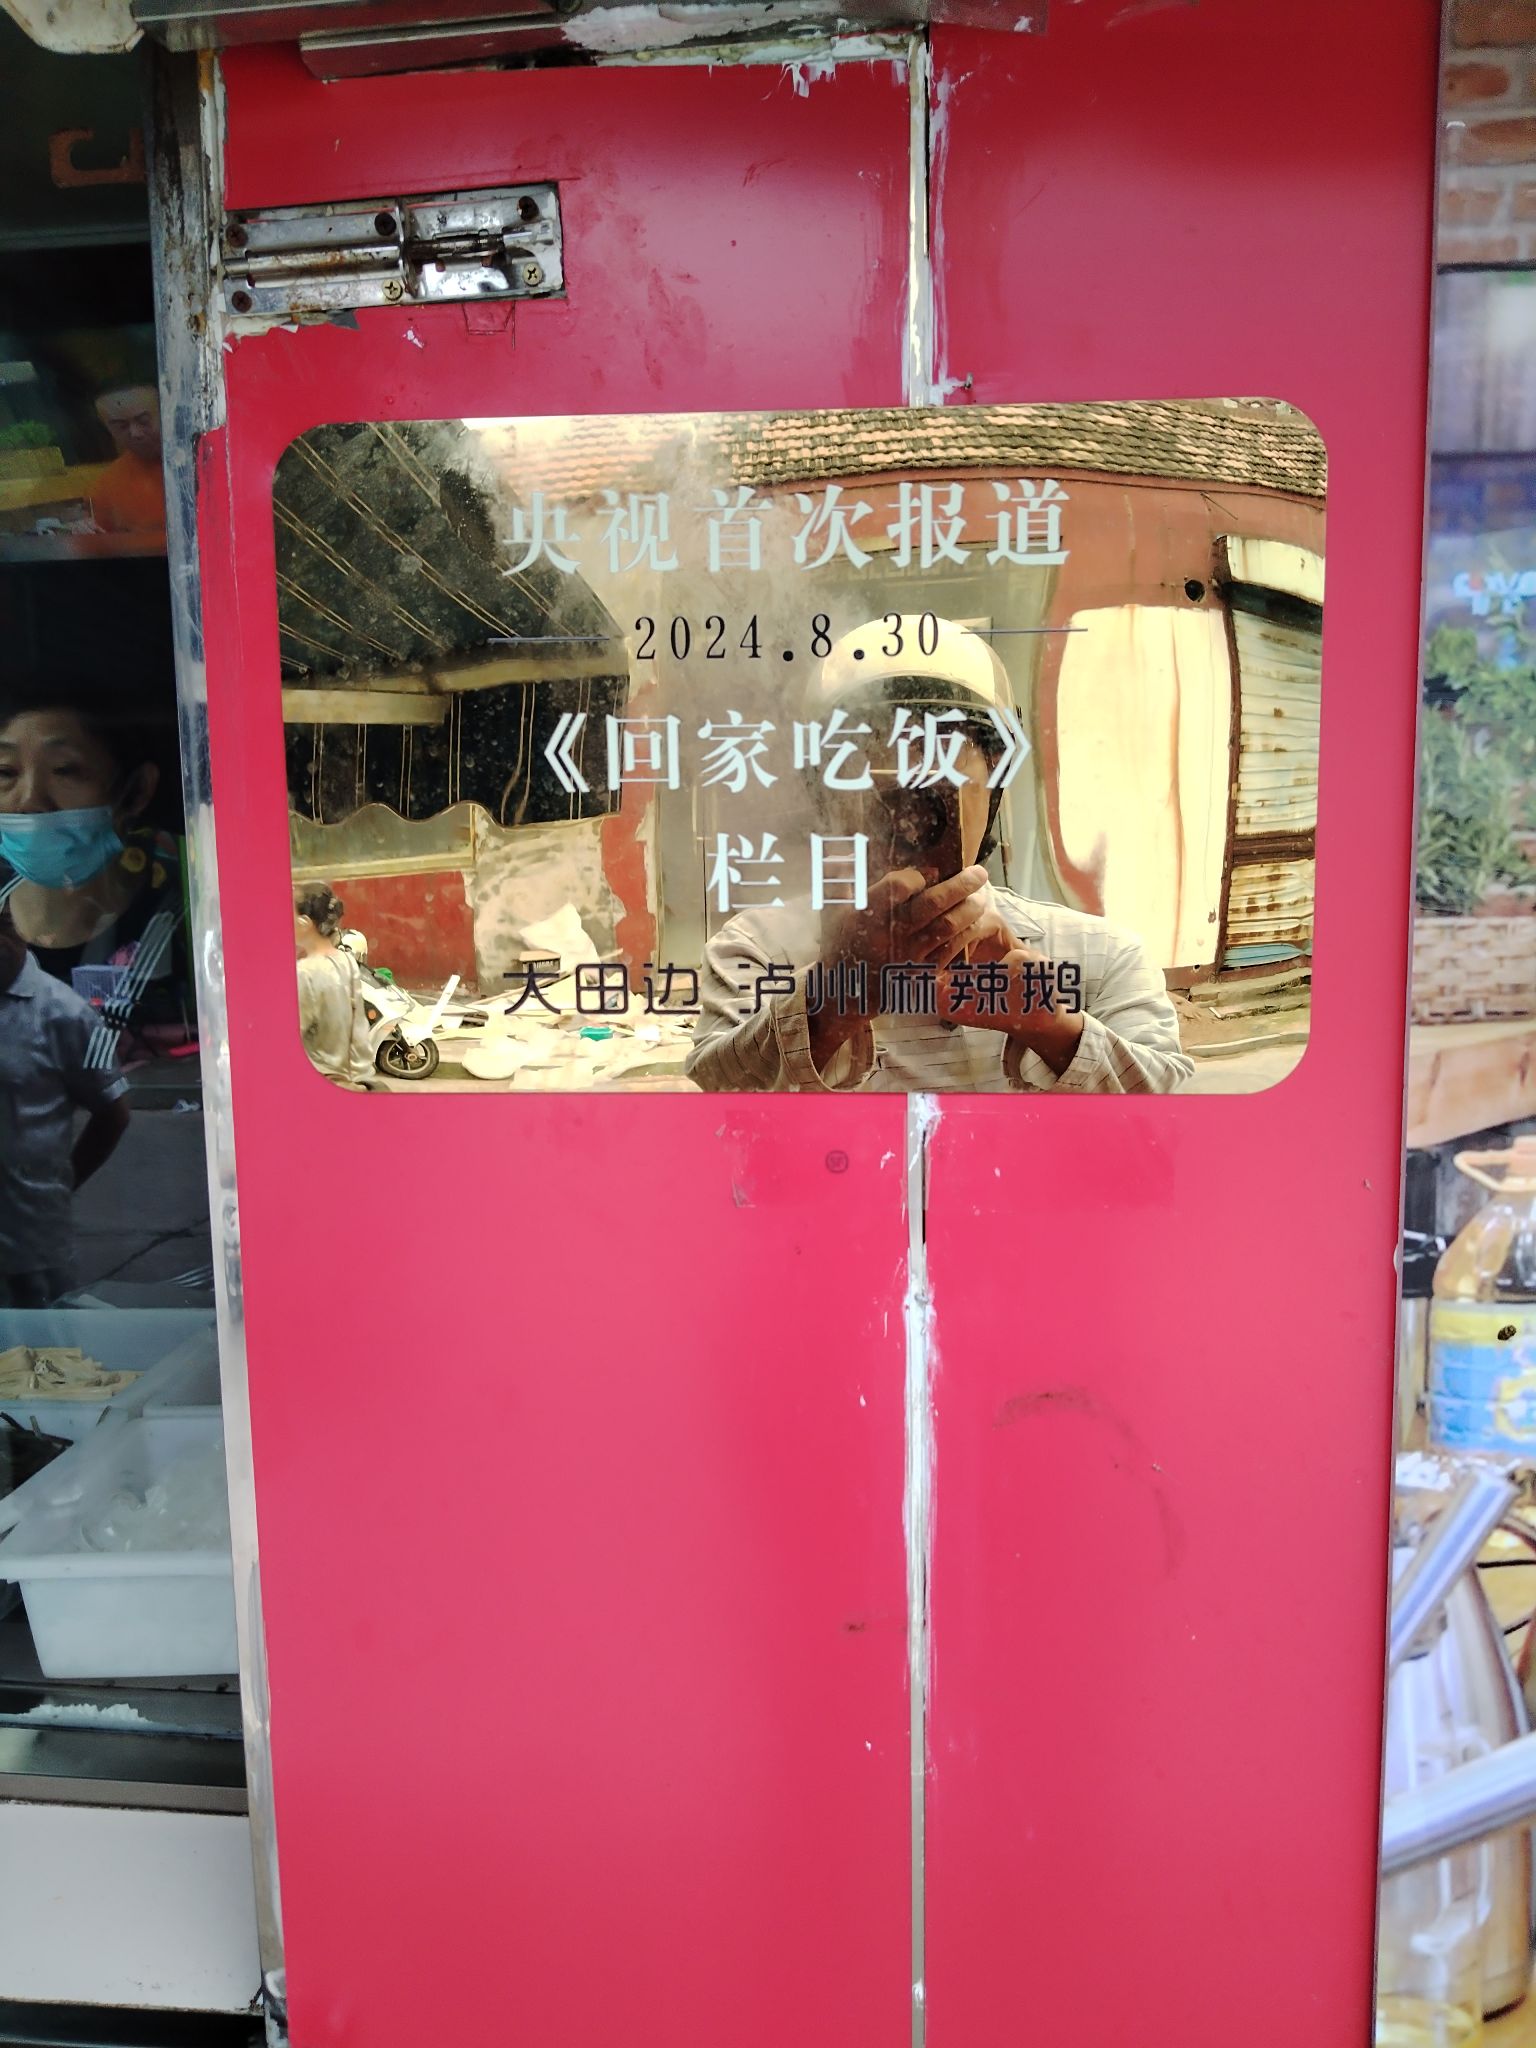 央视首次报道
2024.8.30
《回家吃饭》
栏目
大田边 泸州麻辣鹅